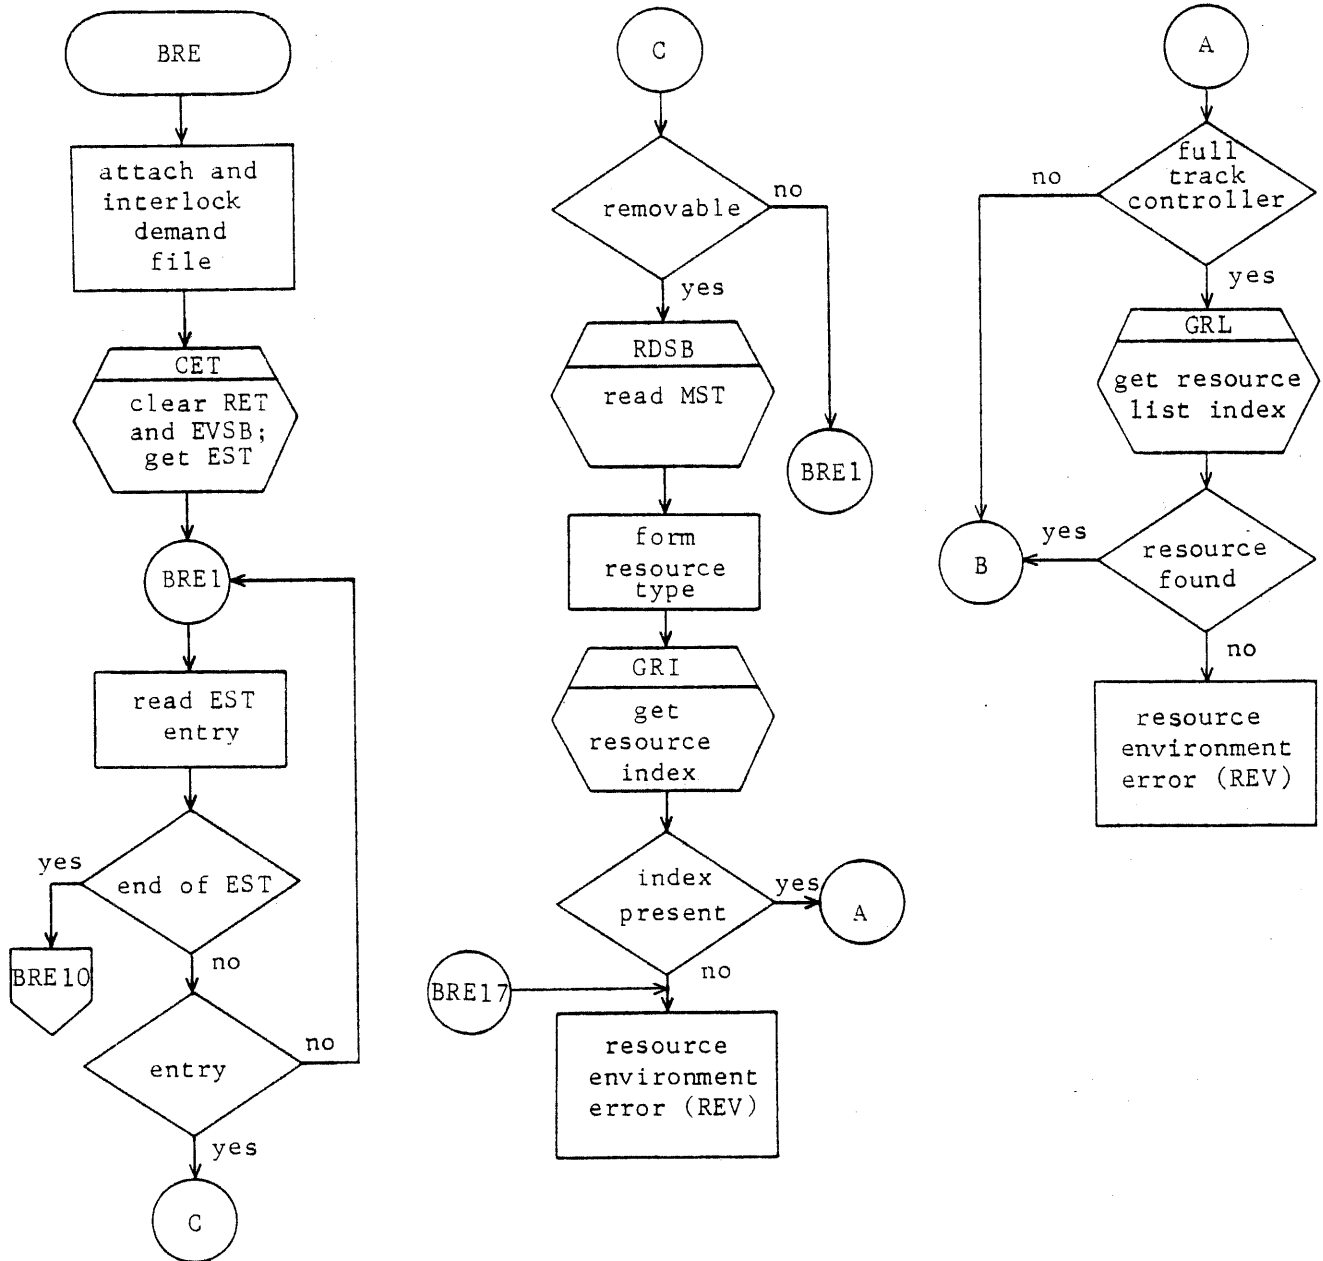 BRE
attach and
interlock
demand
file
CET
clear RET
and EVSB;
get EST
BRE1
read EST
entry
end of EST
yes
no
BRE10
entry
no
yes
C
C
removable
no
yes
BRE1
RDSB
read MST
form
resource
type
GRI
get
resource
index
index
present
yes
A
no
BRE17
resource
environment
error (REV)
A
full
track
controller
no
yes
GRL
get resource
list index
resource
found
yes
B
no
resource
environment
error (REV)